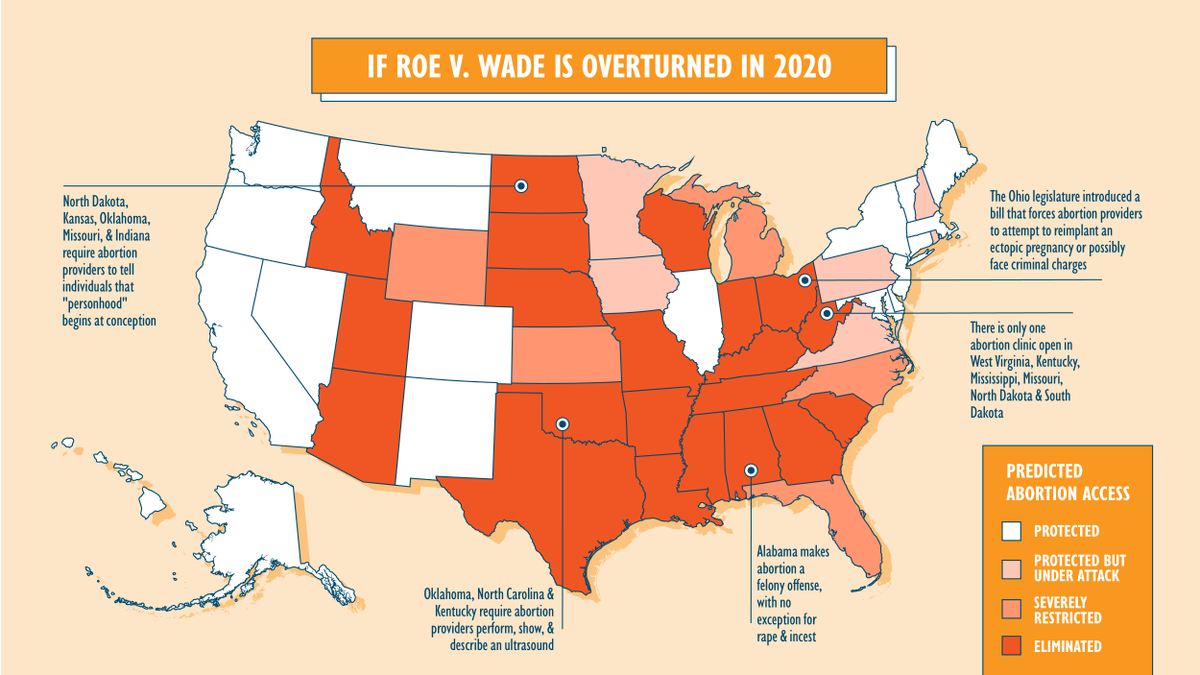 IF ROE V. WADE IS OVERTURNED IN 2020
North Dakota,
Kansas, Oklahoma,
Missouri, & Indiana
require abortion
providers to tell
individuals that
"personhood"
begins at conception
The Ohio legislature introduced a
bill that forces abortion providers
to attempt to reimplant an
ectopic pregnancy or possibly
face criminal charges
There is only one
abortion clinic open in
West Virginia, Kentucky,
Mississippi, Missouri,
North Dakota & South
Dakota
Oklahoma, North Carolina &
Kentucky require abortion
providers perform, show, &
describe an ultrasound
Alabama makes
abortion a
felony offense,
with no
exception for
rape & incest
PREDICTED
ABORTION ACCESS
PROTECTED
PROTECTED BUT
UNDER ATTACK
SEVERELY
RESTRICTED
ELIMINATED